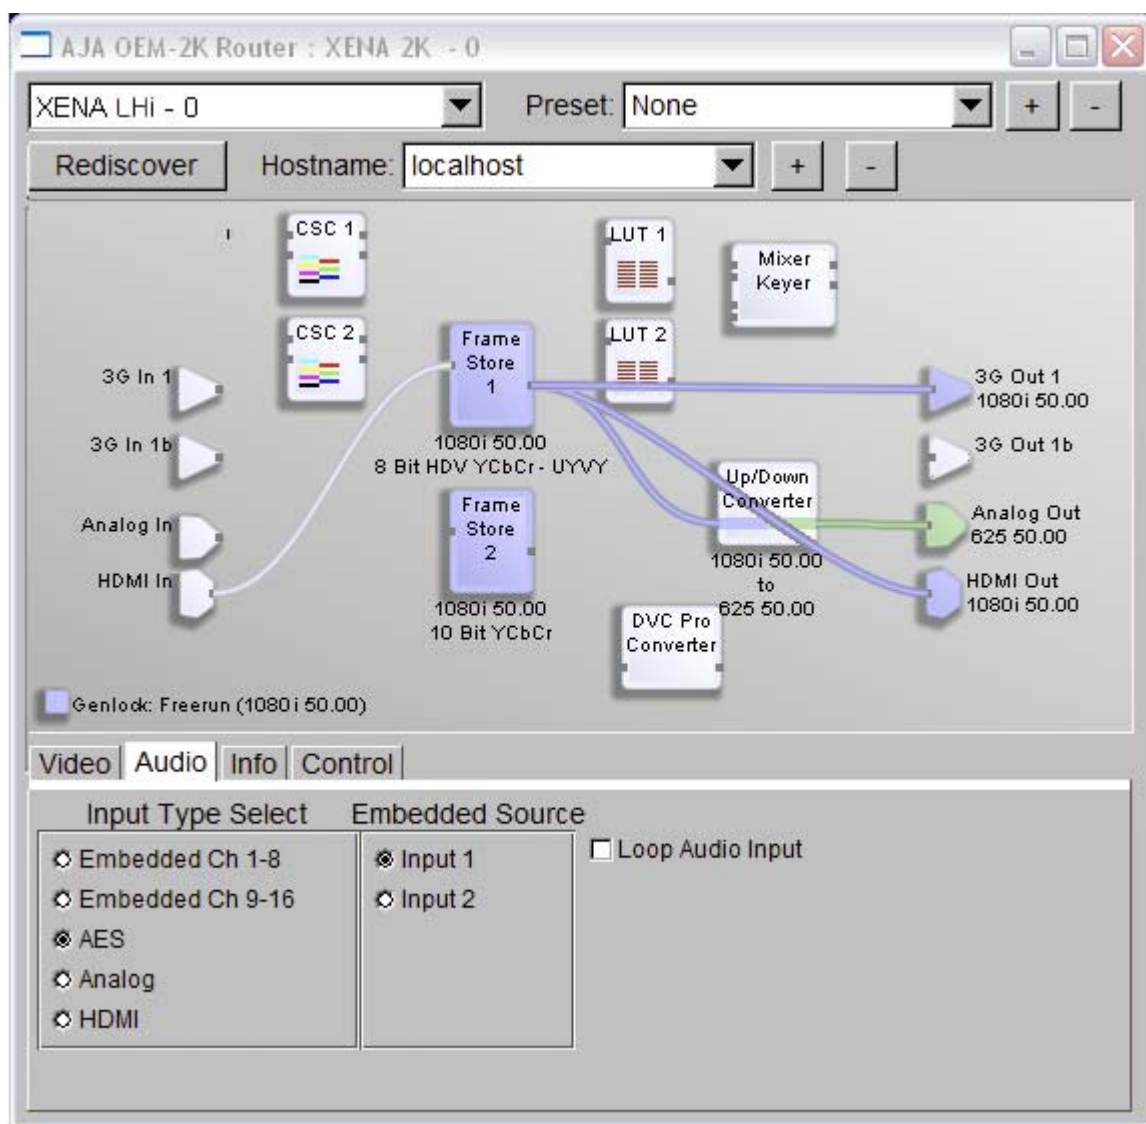 AJA OEM-2K Router : XENA 2K - 0
XENA LHi - 0
Preset: None
+
-
Rediscover
Hostname: localhost
+
-
CSC 1
LUT 1
Mixer
Keyer
CSC 2
Frame
Store
1
LUT 2
3G In 1
3G Out 1
1080i 50.00
1080i 50.00
8 Bit HDV YCbCr - UYVY
3G In 1b
3G Out 1b
Up/Down
Converter
Frame
Store
2
Analog In
Analog Out
625 50.00
1080i 50.00
to
625 50.00
HDMI In
HDMI Out
1080i 50.00
1080i 50.00
10 Bit YCbCr
DVC Pro
Converter
Genlock: Freerun (1080i 50.00)
Video
Audio
Info
Control
Input Type Select
Embedded Source
Embedded Ch 1-8
Embedded Ch 9-16
AES
Analog
HDMI
Input 1
Input 2
Loop Audio Input